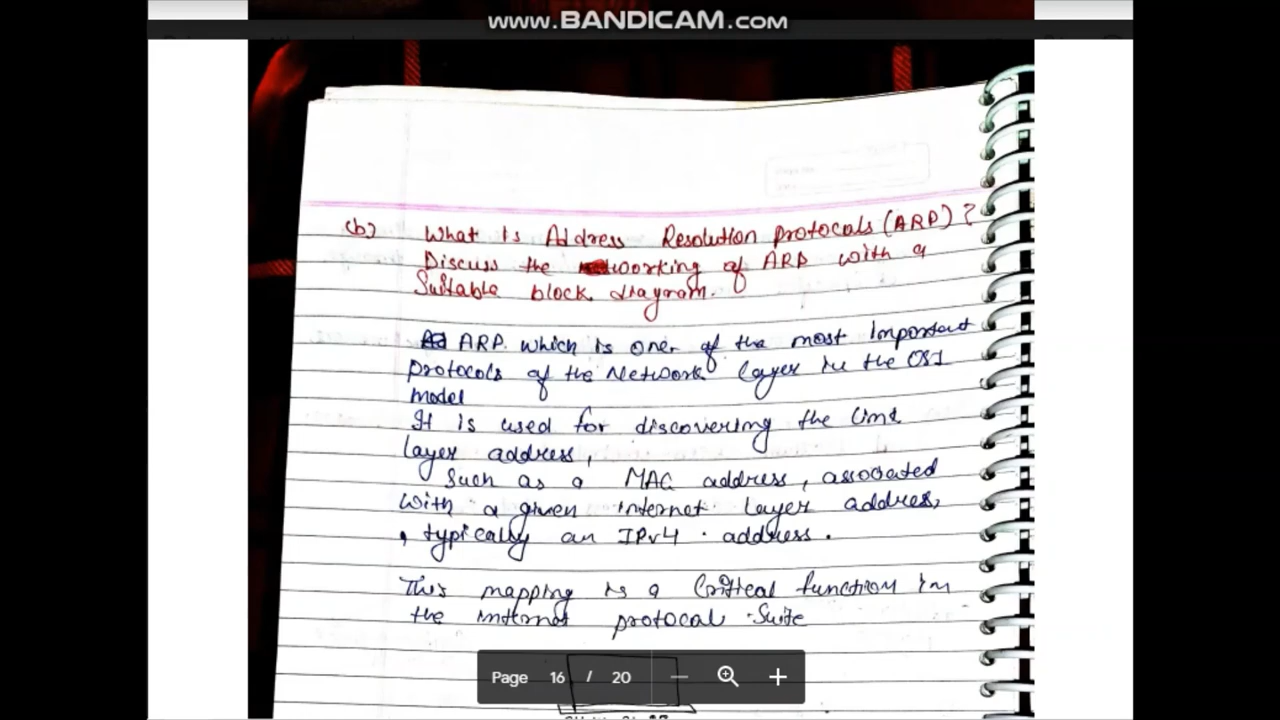 www.BANDICAM.com
(b) What is Address Resolution protocals (ARP)?
Discuss the working of ARP with a
Suitable block diagram.
ARP which is one of the most Important
protocols of the Network layer in the OSI
model
It is used for discovering the link
layer address,
Such as a MAC address, associated
with a given internet layer address,
, typically an IPv4 . address .
This mapping is a Critical function in
the internet protocal Suite
Page 16 / 20